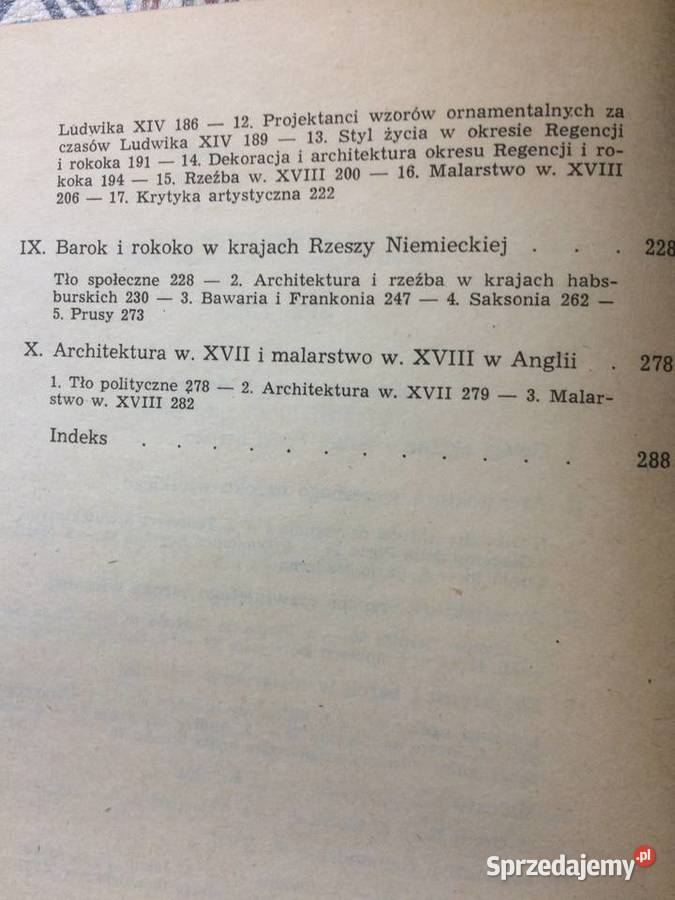 Ludwika XIV 186 — 12. Projektanci wzorów ornamentalnych za
czasów Ludwika XIV 189 — 13. Styl życia w okresie Regencji
i rokoka 191 — 14. Dekoracja i architektura okresu Regencji i ro-
koka 194 — 15. Rzeźba w. XVIII 200 — 16. Malarstwo w. XVIII
206 — 17. Krytyka artystyczna 222
IX. Barok i rokoko w krajach Rzeszy Niemieckiej . . . 228
Tło społeczne 228 — 2. Architektura i rzeźba w krajach habs-
burskich 230 — 3. Bawaria i Frankonia 247 — 4. Saksonia 262 —
5. Prusy 273
X. Architektura w. XVII i malarstwo w. XVIII w Anglii . 278
1. Tło polityczne 278 — 2. Architektura w. XVII 279 — 3. Malar-
stwo w. XVIII 282
Indeks . . . . . . . . . . . . . 288
Sprzedajemy.pl